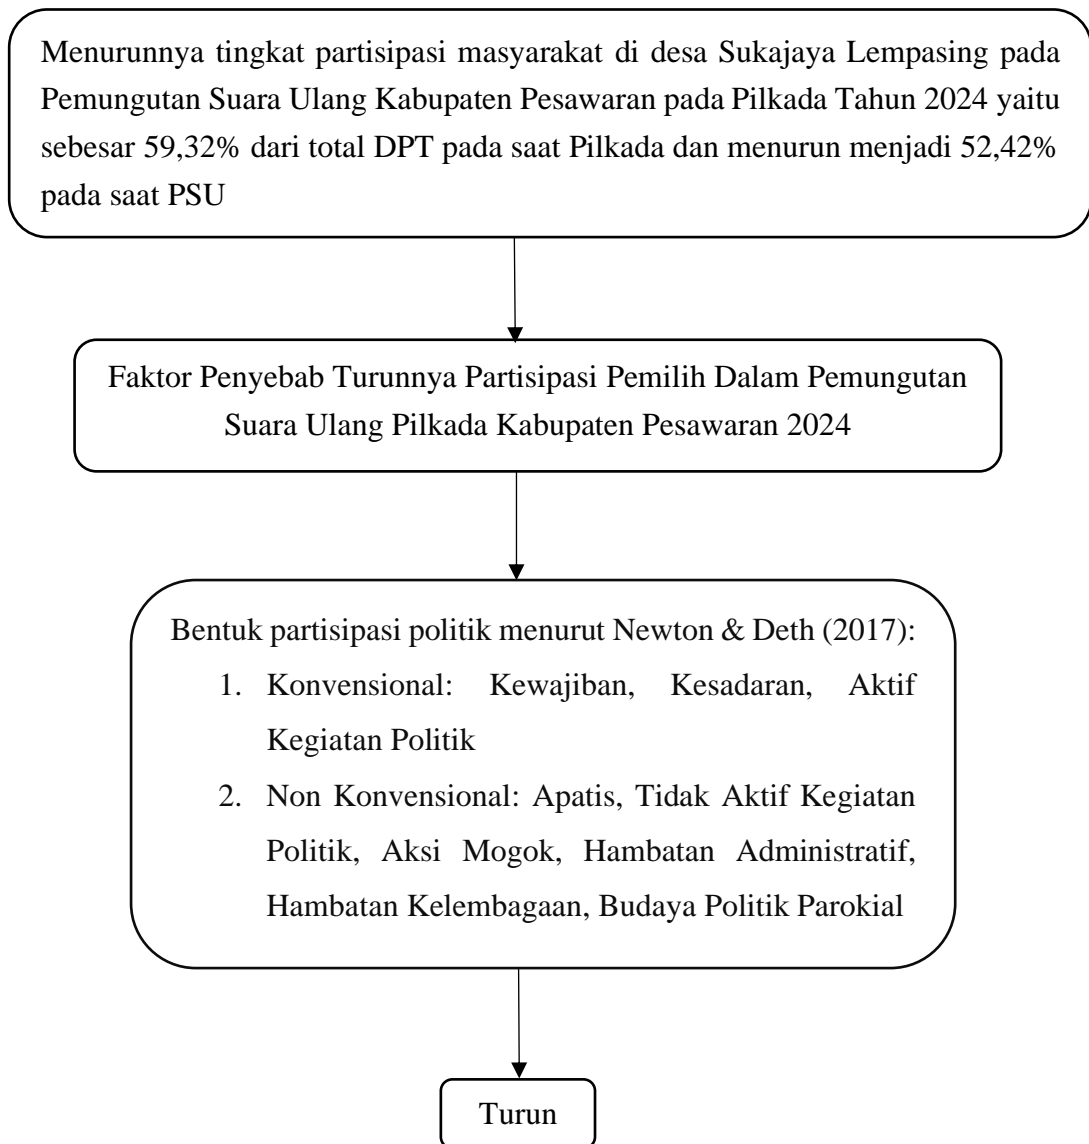 Menurunnya tingkat partisipasi masyarakat di desa Sukajaya Lempasing pada
Pemungutan Suara Ulang Kabupaten Pesawaran pada Pilkada Tahun 2024 yaitu
sebesar 59,32% dari total DPT pada saat Pilkada dan menurun menjadi 52,42%
pada saat PSU
Faktor Penyebab Turunnya Partisipasi Pemilih Dalam Pemungutan
Suara Ulang Pilkada Kabupaten Pesawaran 2024
Bentuk partisipasi politik menurut Newton & Deth (2017):
1. Konvensional: Kewajiban, Kesadaran, Aktif
Kegiatan Politik
2. Non Konvensional: Apatis, Tidak Aktif Kegiatan
Politik, Aksi Mogok, Hambatan Administratif,
Hambatan Kelembagaan, Budaya Politik Parokial
Turun